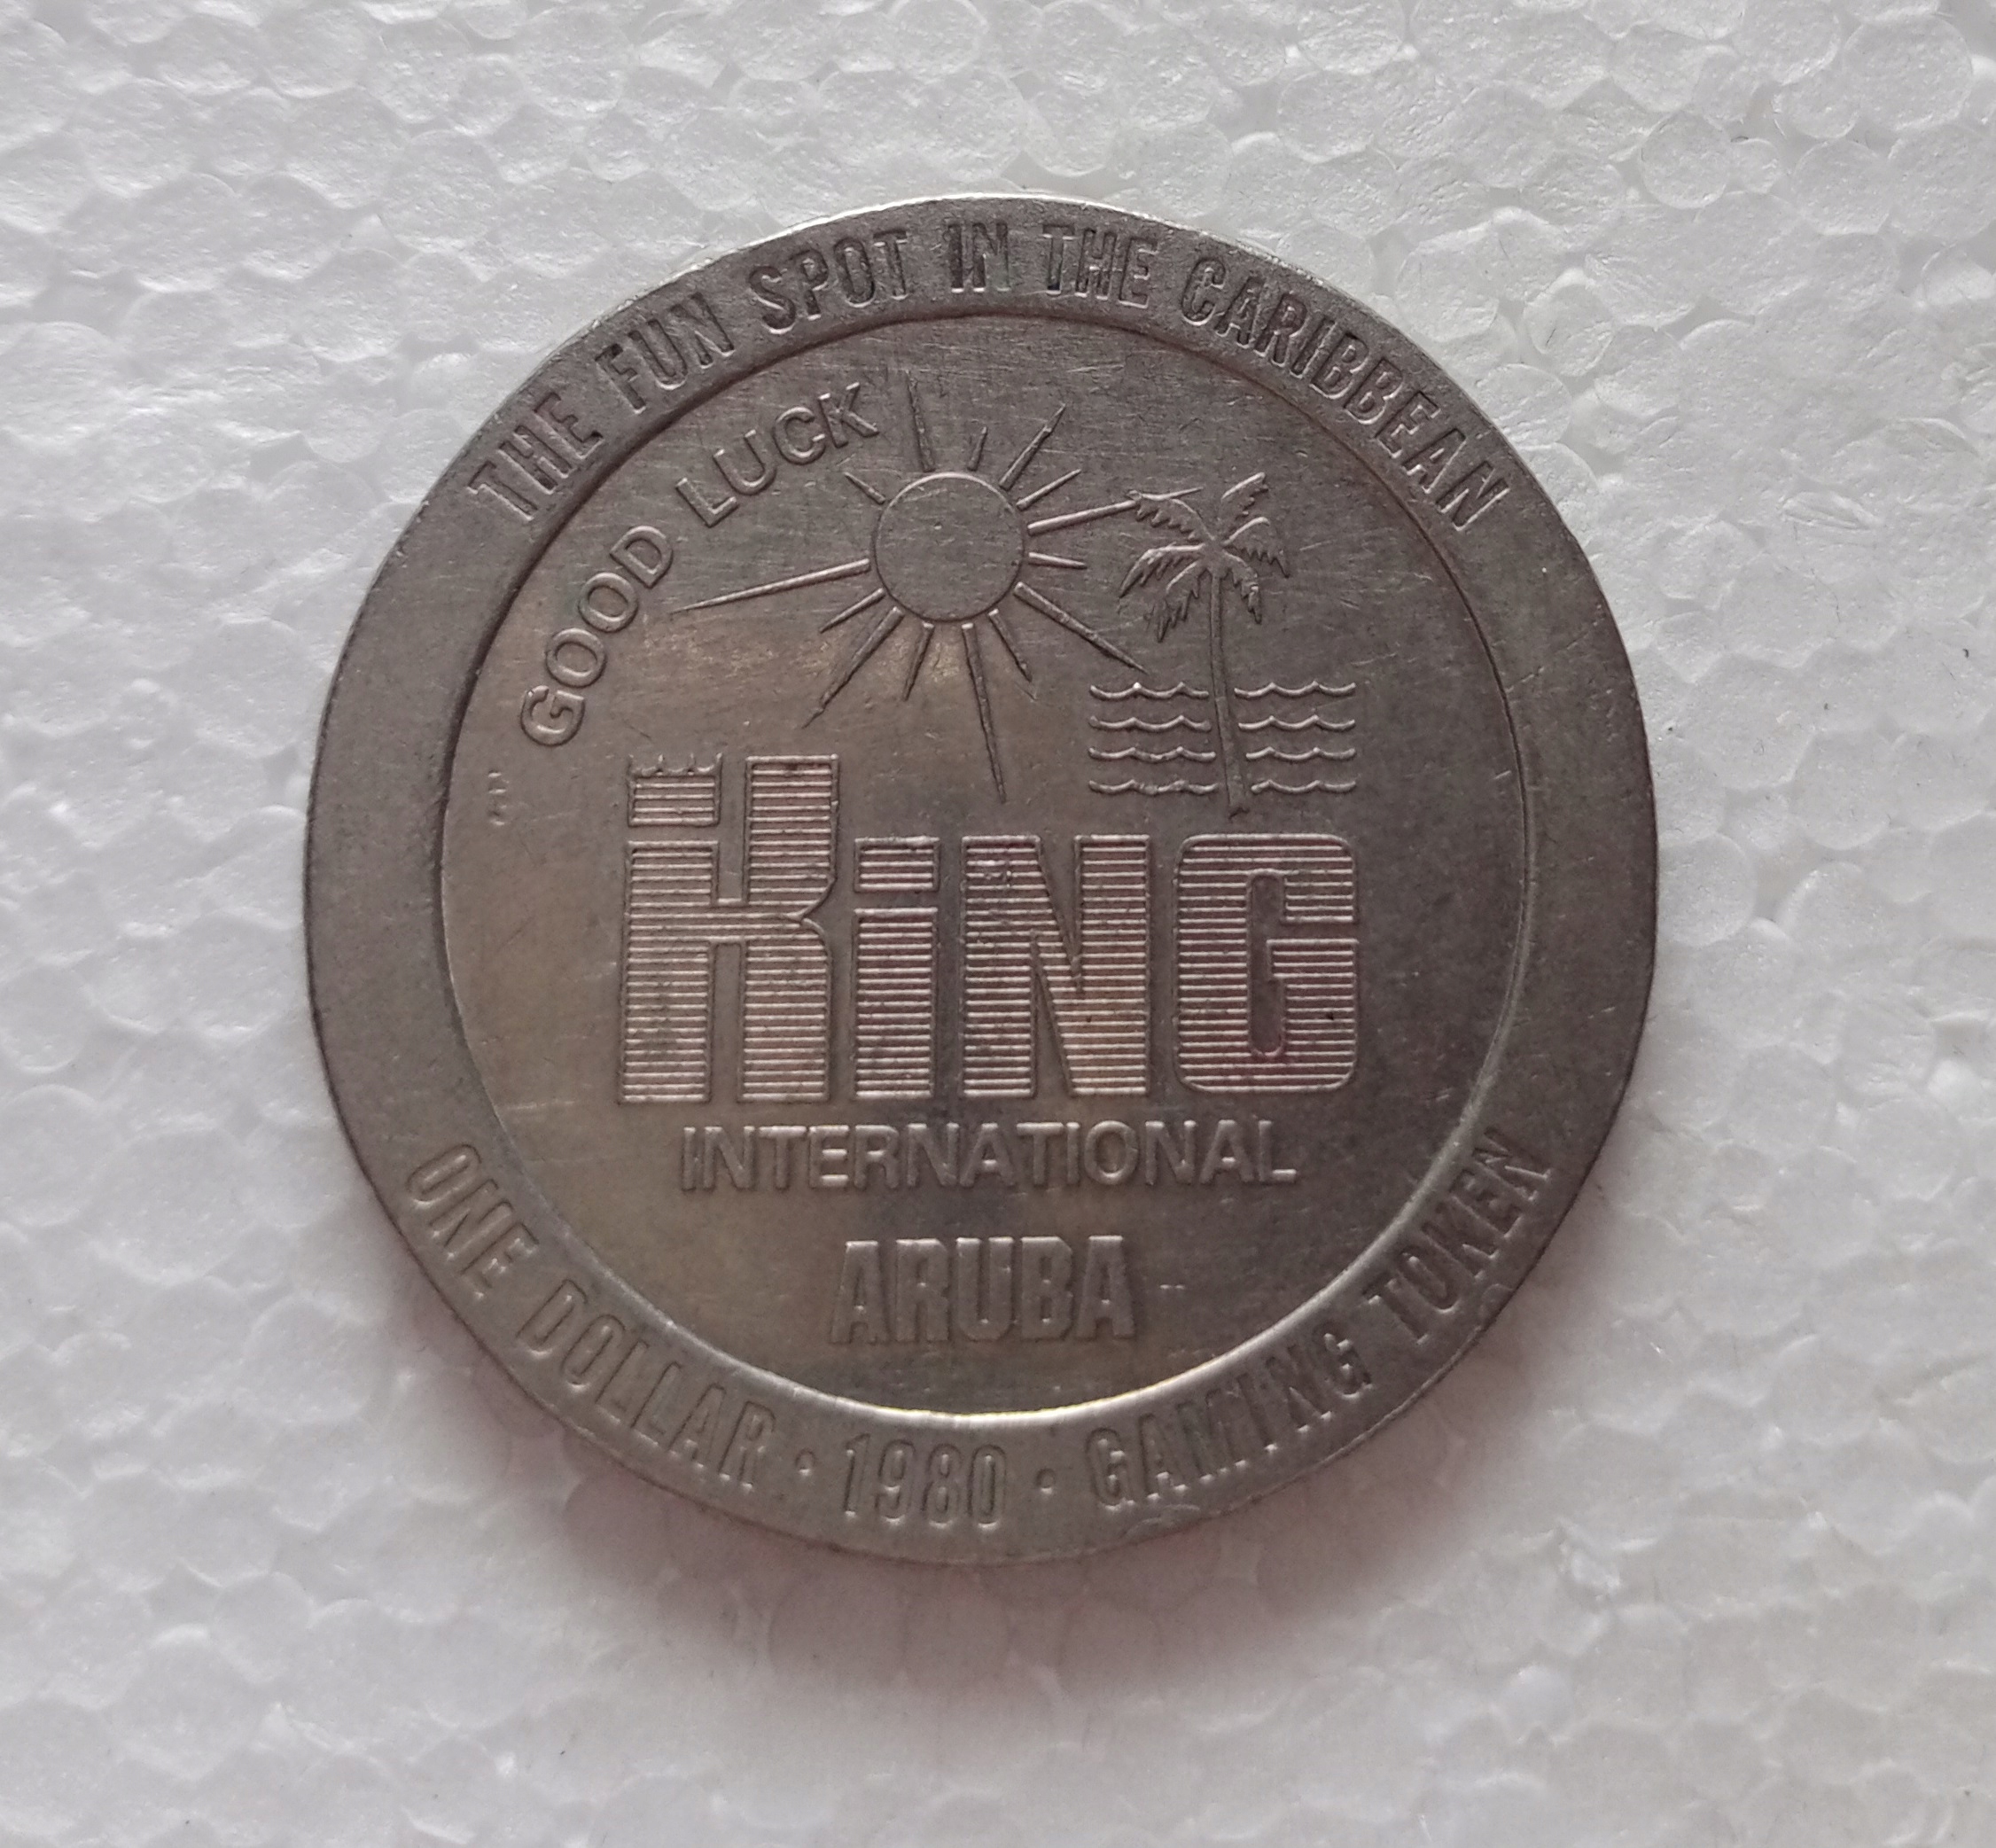 THE FUN SPOT IN THE CARIBBEAN
GOOD LUCK
KiNG
INTERNATIONAL
ARUBA
ONE DOLLAR · 1980 · GAMING TOKEN